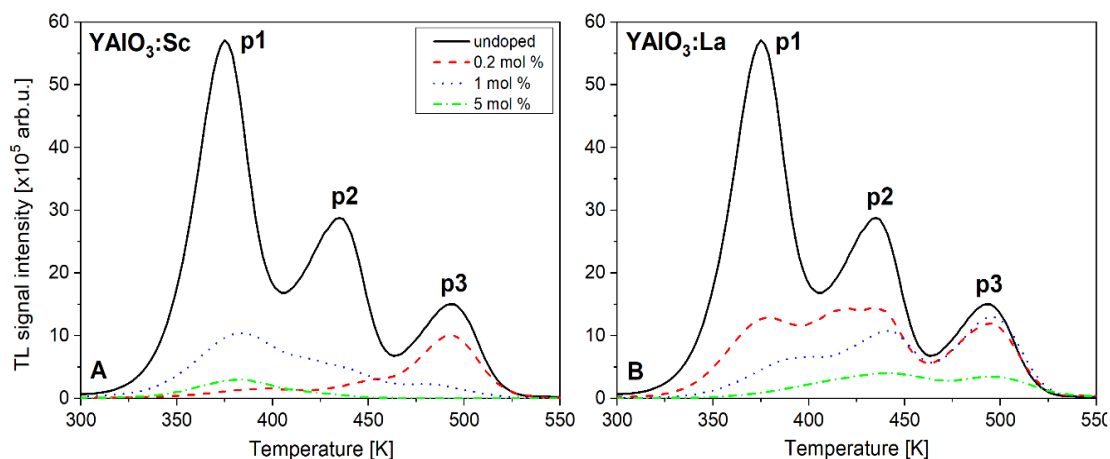 YAlO₃:Sc
p1
undoped
0.2 mol %
1 mol %
5 mol %
p2
p3
A
60
50
40
30
20
10
0
TL signal intensity [x10⁵ arb.u.]
300
350
400
450
500
550
Temperature [K]
YAlO₃:La
p1
p2
p3
B
60
50
40
30
20
10
0
300
350
400
450
500
550
Temperature [K]